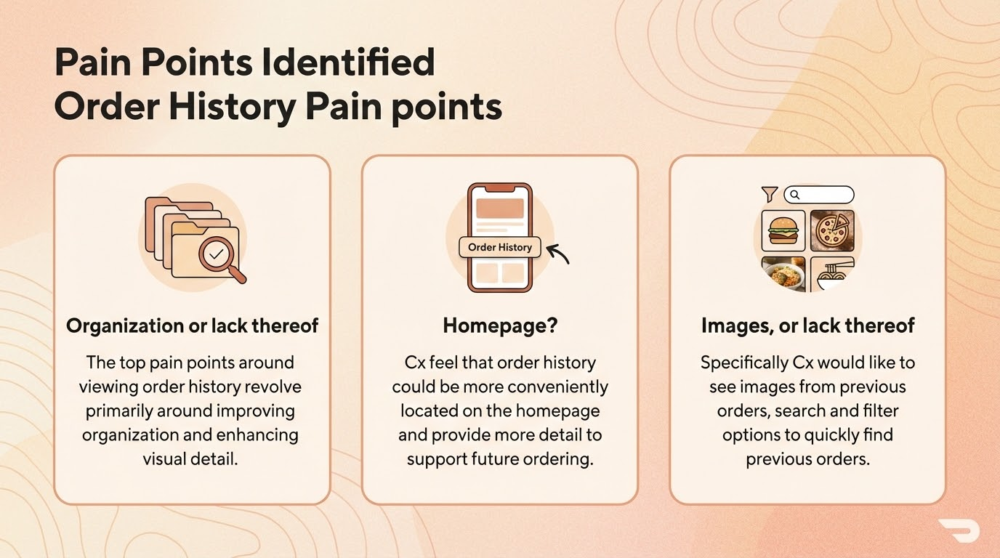 Pain Points Identified
Order History Pain points
Order History
Organization or lack thereof
The top pain points around
viewing order history revolve
primarily around improving
organization and enhancing
visual detail.
Homepage?
Cx feel that order history
could be more conveniently
located on the homepage
and provide more detail to
support future ordering.
Images, or lack thereof
Specifically Cx would like to
see images from previous
orders, search and filter
options to quickly find
previous orders.